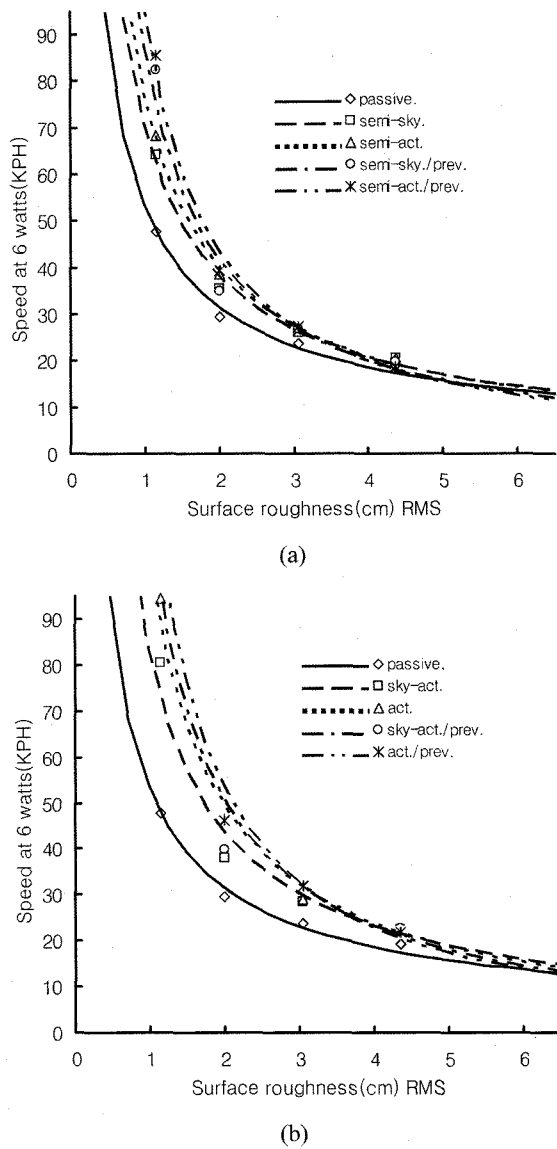 90
80
70
60
50
40
30
20
10
0
Speed at 6 watts(KPH)
passive.
semi-sky.
semi-act.
semi-sky./prev.
semi-act./prev.
0 1 2 3 4 5 6
Surface roughness(cm) RMS
(a)
90
80
70
60
50
40
30
20
10
0
Speed at 6 watts(KPH)
passive.
sky-act.
act.
sky-act./prev.
act./prev.
0 1 2 3 4 5 6
Surface roughness(cm) RMS
(b)